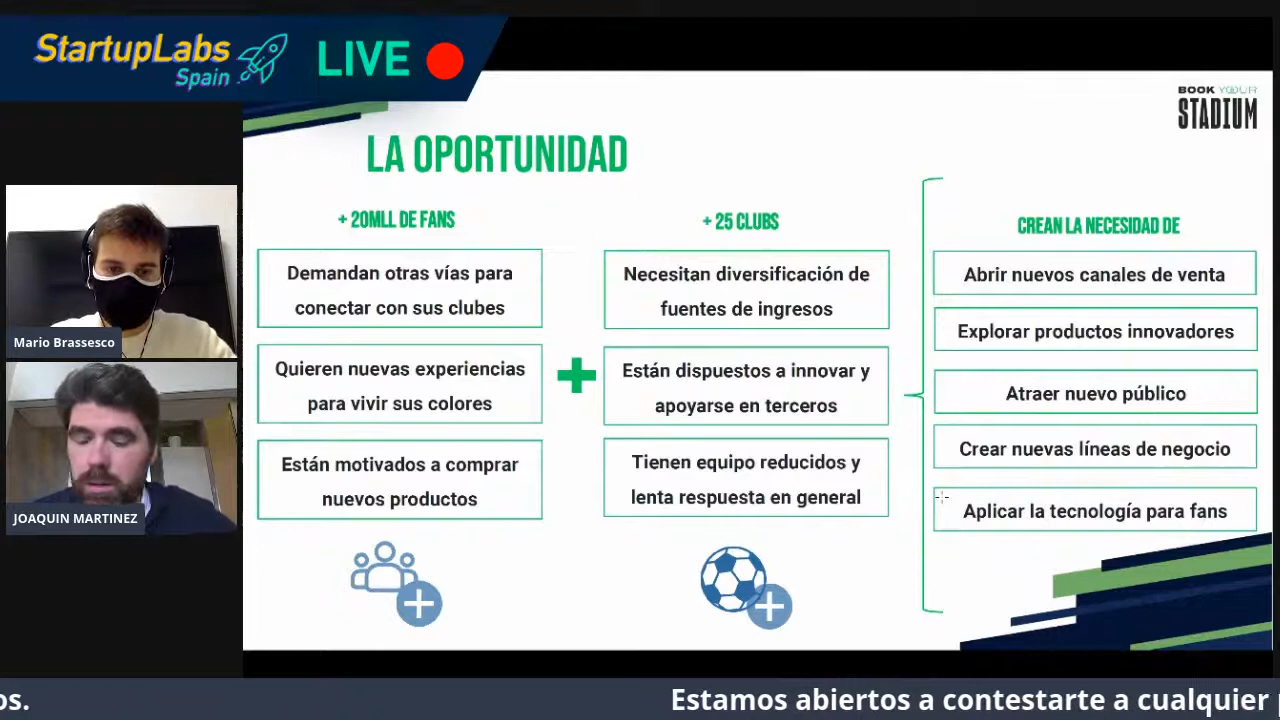 StartupLabs
Spain
LIVE
BOOK YOUR
STADIUM
LA OPORTUNIDAD
+ 20MLL DE FANS
Demandan otras vías para
conectar con sus clubes
Quieren nuevas experiencias
para vivir sus colores
Están motivados a comprar
nuevos productos
+ 25 CLUBS
Necesitan diversificación de
fuentes de ingresos
Están dispuestos a innovar y
apoyarse en terceros
Tienen equipo reducidos y
lenta respuesta en general
CREAN LA NECESIDAD DE
Abrir nuevos canales de venta
Explorar productos innovadores
Atraer nuevo público
Crear nuevas líneas de negocio
Aplicar la tecnología para fans
Mario Brassesco
JOAQUIN MARTINEZ
os. Estamos abiertos a contestarte a cualquier